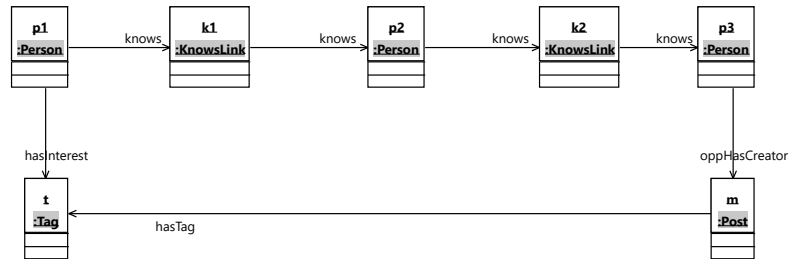 p1 k1 p2 k2 p3
knows knows knows knows
:Person :KnowsLink :Person :KnowsLink :Person
hasInterest oppHasCreator
t m
:Tag :Post
hasTag